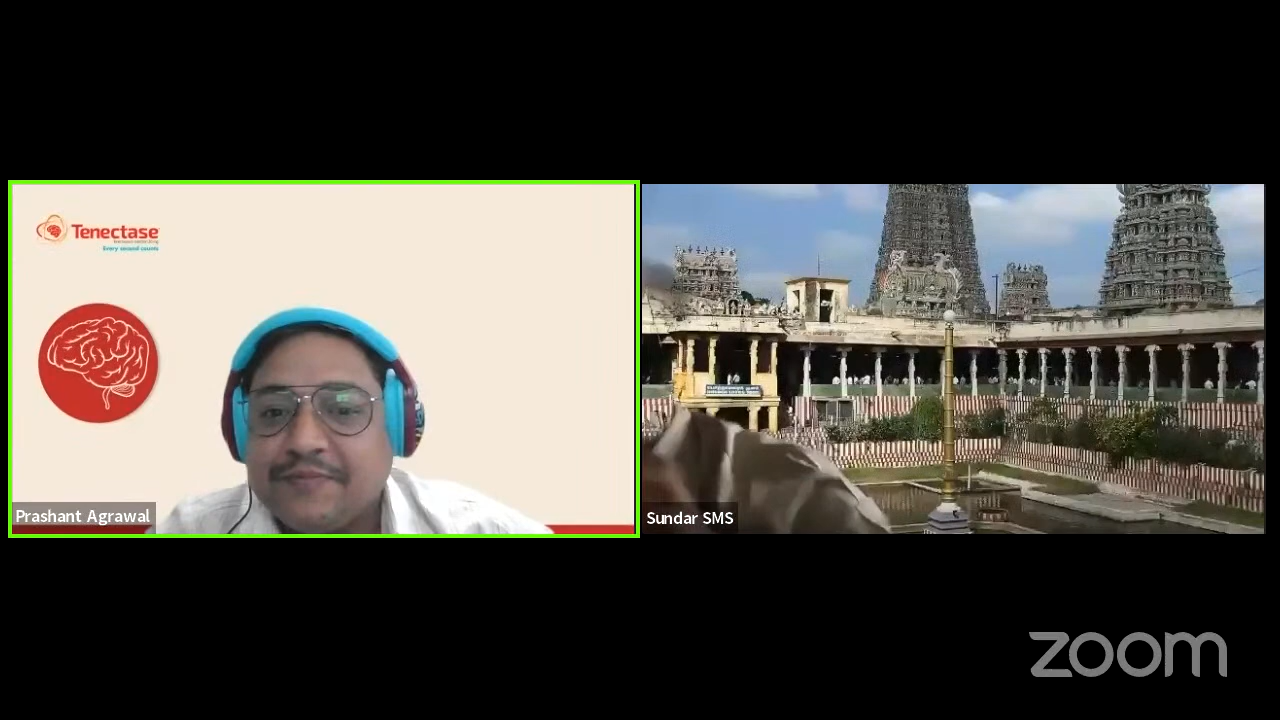 Tenectase
Every second counts
Prashant Agrawal
Sundar SMS
zoom